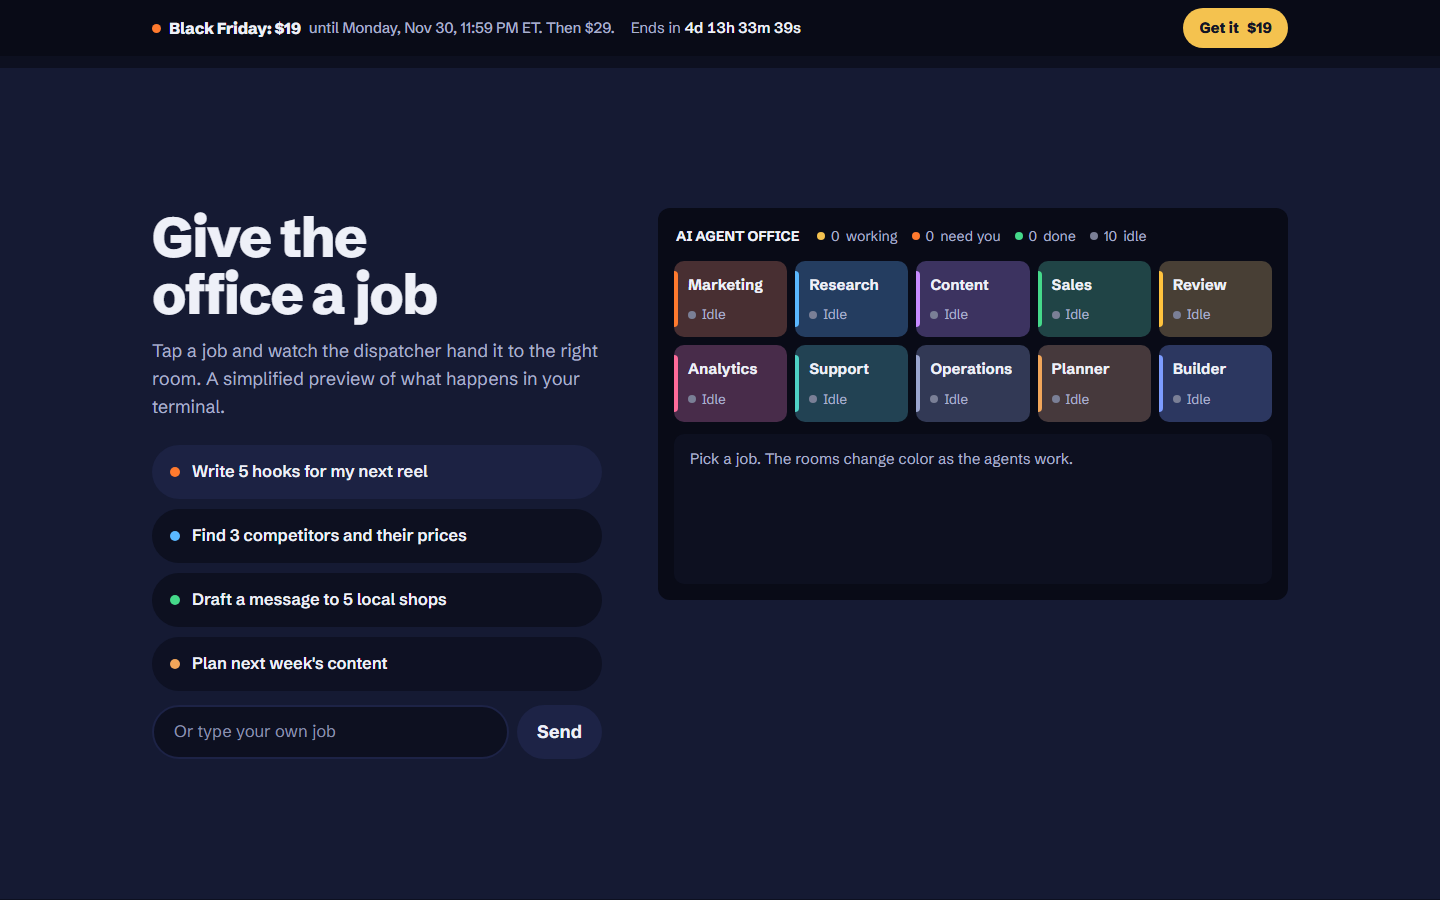 Black Friday: $19 until Monday, Nov 30, 11:59 PM ET. Then $29. Ends in 4d 13h 33m 39s
Get it $19
Give the
office a job
Tap a job and watch the dispatcher hand it to the right
room. A simplified preview of what happens in your
terminal.
Write 5 hooks for my next reel
Find 3 competitors and their prices
Draft a message to 5 local shops
Plan next week's content
Or type your own job
Send
AI AGENT OFFICE 0 working 0 need you 0 done 10 idle
Marketing
Idle
Research
Idle
Content
Idle
Sales
Idle
Review
Idle
Analytics
Idle
Support
Idle
Operations
Idle
Planner
Idle
Builder
Idle
Pick a job. The rooms change color as the agents work.